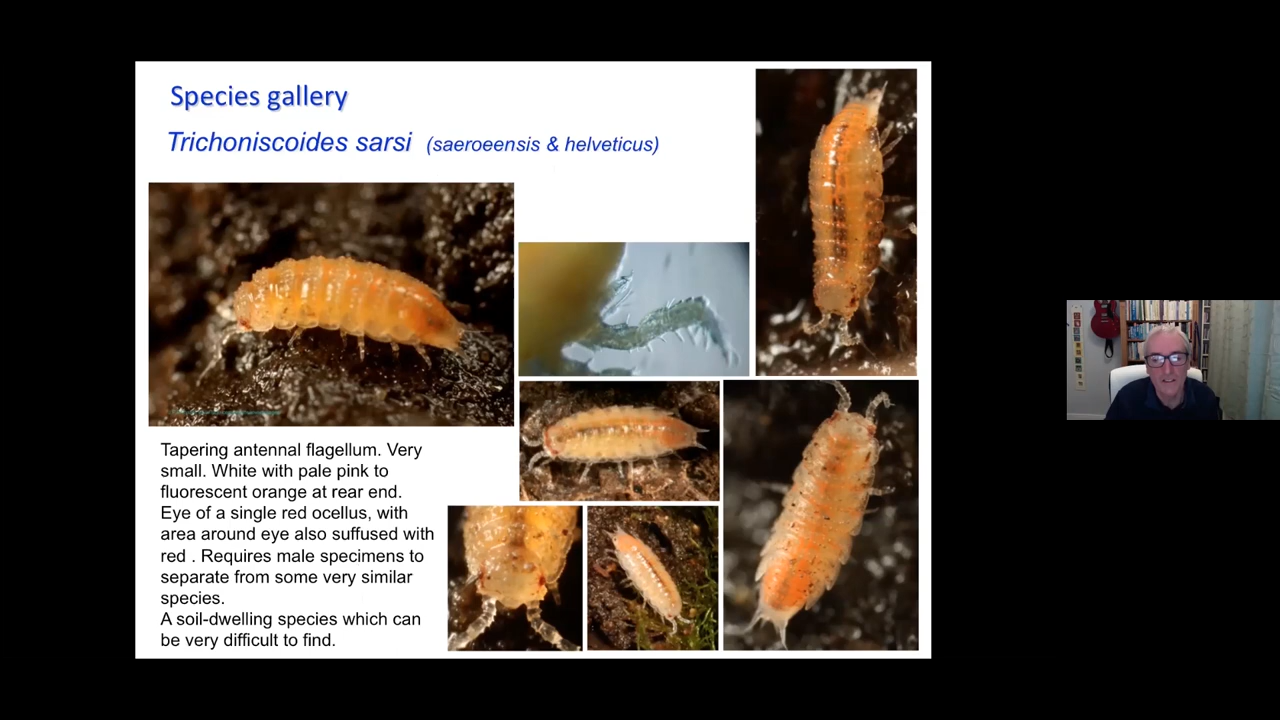 Species gallery
Trichoniscoides sarsi (saeroeensis & helveticus)
Tapering antennal flagellum. Very
small. White with pale pink to
fluorescent orange at rear end.
Eye of a single red ocellus, with
area around eye also suffused with
red . Requires male specimens to
separate from some very similar
species.
A soil-dwelling species which can
be very difficult to find.